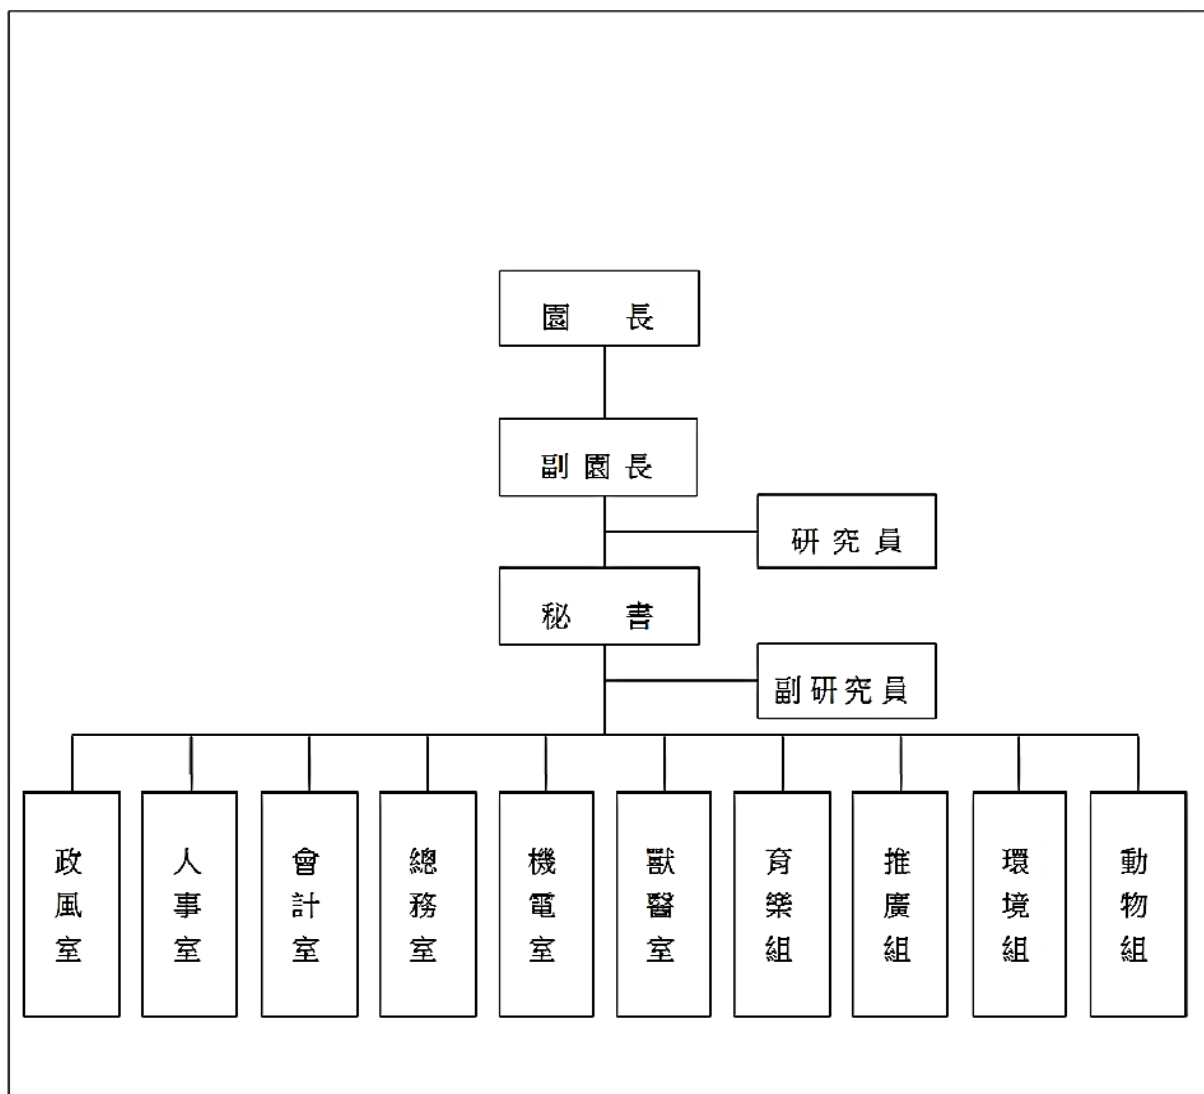 園長
副園長
研究員
秘書
副研究員
政風室
人事室
會計室
總務室
機電室
獸醫室
育樂組
推廣組
環境組
動物組